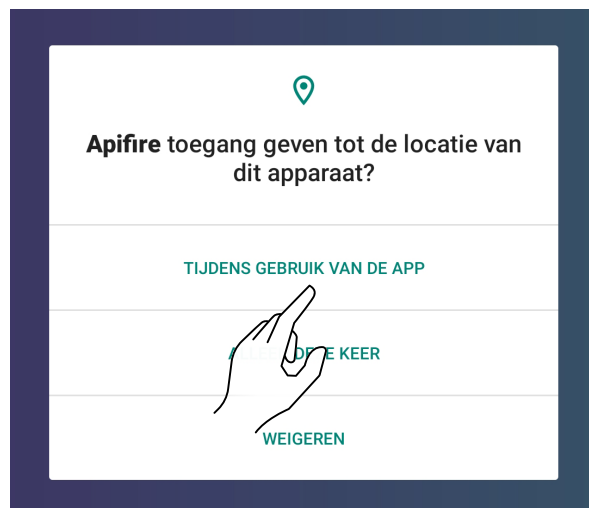 Apifire toegang geven tot de locatie van
dit apparaat?
TIJDENS GEBRUIK VAN DE APP
KEER
WEIGEREN